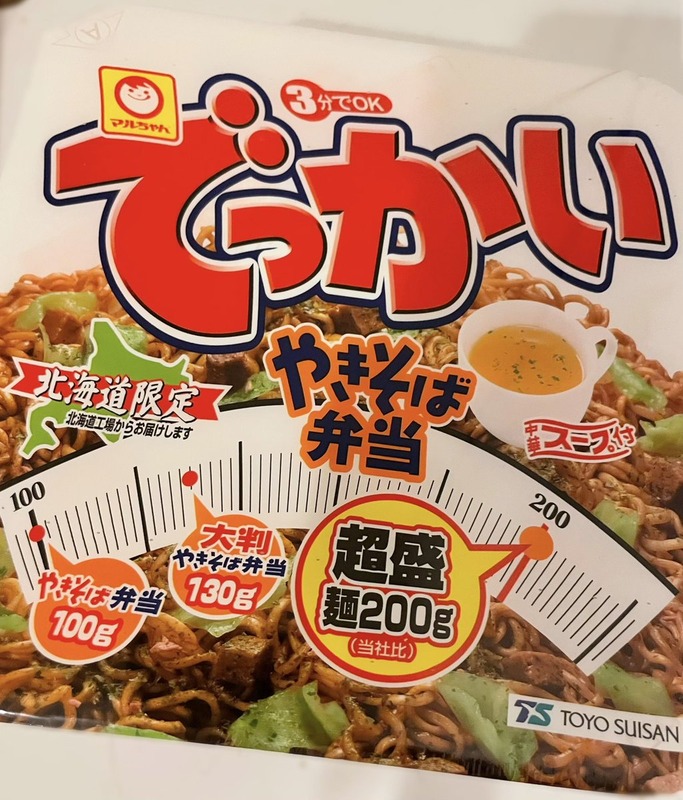 3分でOK
マルちゃん
でっかい
やきそば
弁当
北海道限定
北海道工場からお届けします
中華スープ付
100
200
大判
やきそば弁当
130g
やきそば弁当
100g
超盛
麺200g
(当社比)
TS TOYO SUISAN